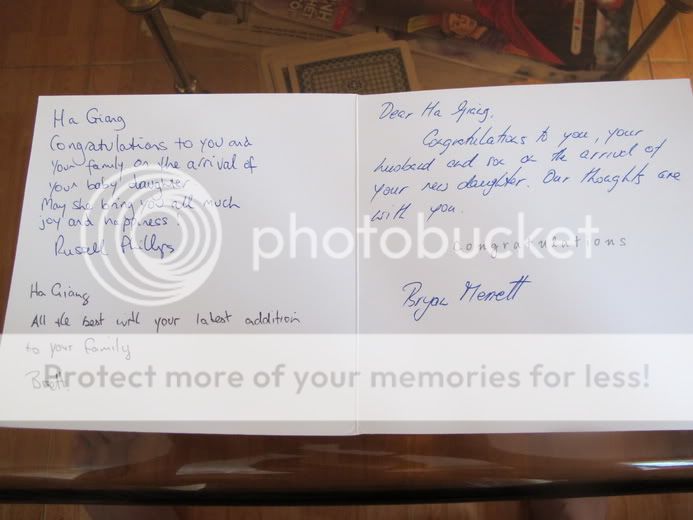 Ha Giang
Congratulations to you and
your family on the arrival of
your baby daughter
May she bring you all much
joy and happiness.
Russell Phillips
Ha Giang
All the best with your latest addition
to your family
Brett
Dear Ha Giang,
Congratulations to you, your
husband and son on the arrival of
your new daughter. Our thoughts are
with you.
congratulations
Bryan Merrett
photobucket
Protect more of your memories for less!